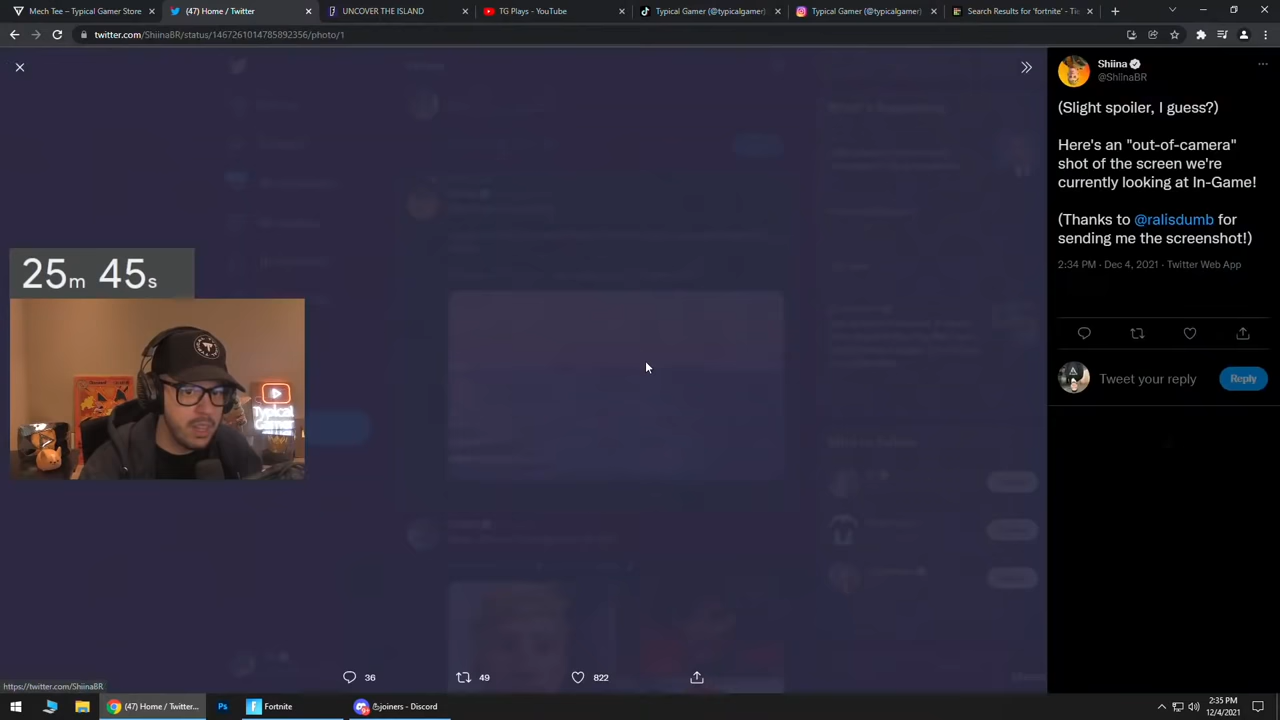 Mech Tee – Typical Gamer Store
(47) Home / Twitter
UNCOVER THE ISLAND
TG Plays - YouTube
Typical Gamer (@typicalgamer)
Typical Gamer (@typicalgamer)
Search Results for 'fortnite' - Ti
twitter.com/ShiinaBR/status/1467261014785892356/photo/1
Shiina
@ShiinaBR
(Slight spoiler, I guess?)
Here's an "out-of-camera"
shot of the screen we're
currently looking at In-Game!
(Thanks to @ralisdumb for
sending me the screenshot!)
2:34 PM · Dec 4, 2021 · Twitter Web App
Tweet your reply
Reply
25m 45s
Typical
Gamer
36
49
822
https://twitter.com/ShiinaBR
(47) Home / Twitter...
Ps
Fortnite
joiners - Discord
2:35 PM
12/4/2021